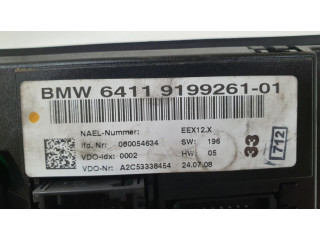 BMW 6411 9199261-01
NAEL-Nummer: EEX12.X
lfd. Nr: 060054634 SW: 196
VDO-Idx: 0002 HW: 05
VDO-Nr: A2C53338454 24.07.08
33
712